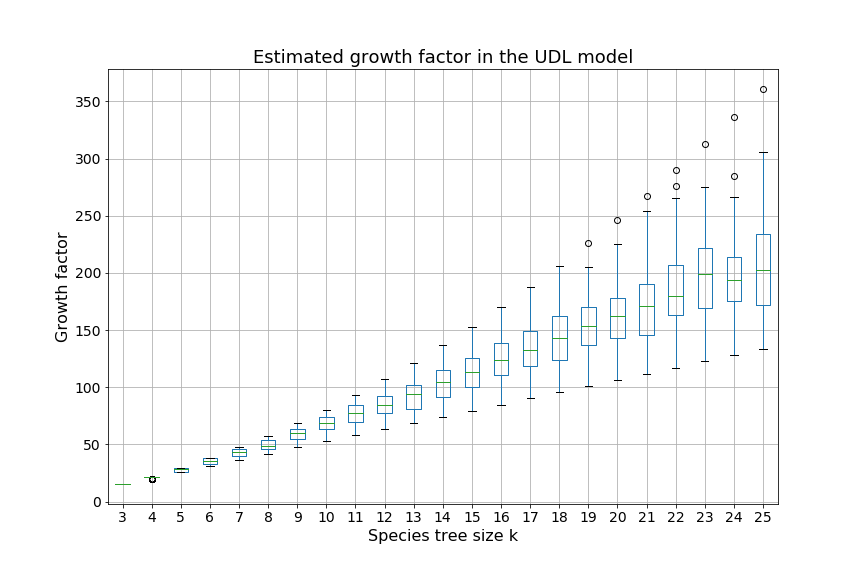 Estimated growth factor in the UDL model
350
300
250
200
150
100
50
0
Growth factor
3 4 5 6 7 8 9 10 11 12 13 14 15 16 17 18 19 20 21 22 23 24 25
Species tree size k